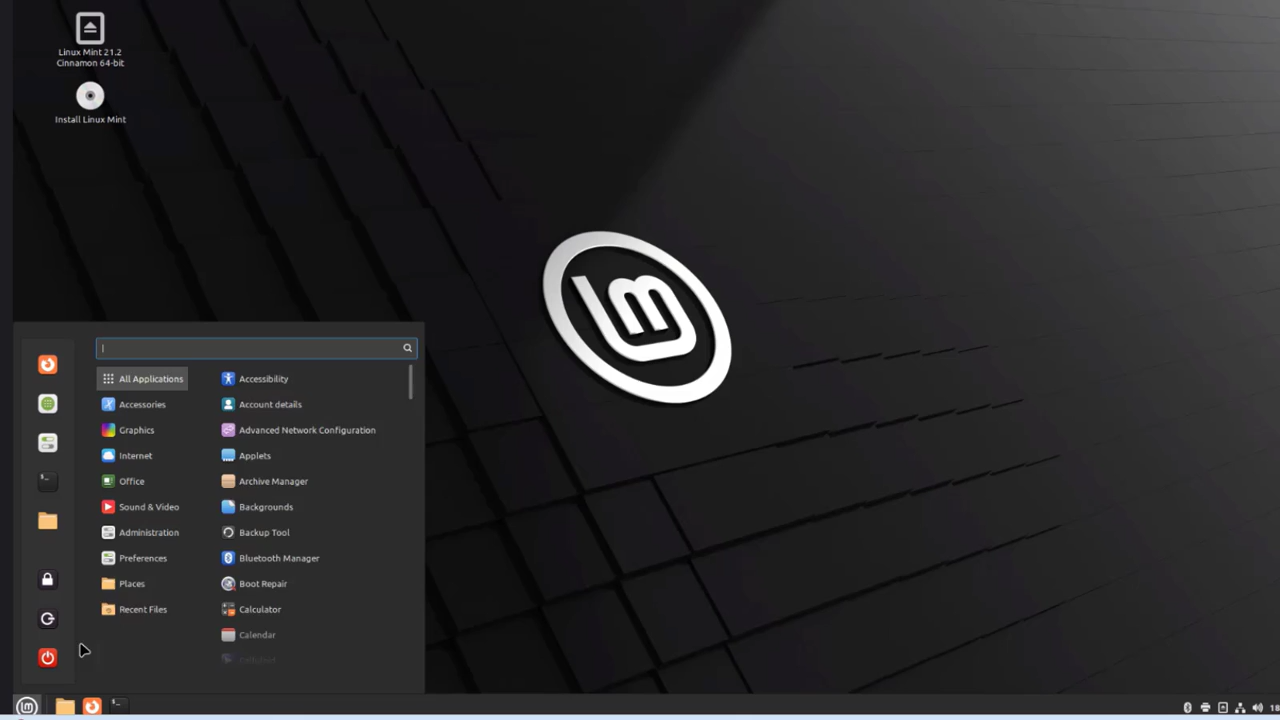 Linux Mint 21.2
Cinnamon 64-bit
Install Linux Mint
All Applications
Accessories
Graphics
Internet
Office
Sound & Video
Administration
Preferences
Places
Recent Files
Accessibility
Account details
Advanced Network Configuration
Applets
Archive Manager
Backgrounds
Backup Tool
Bluetooth Manager
Boot Repair
Calculator
Calendar
lm
18